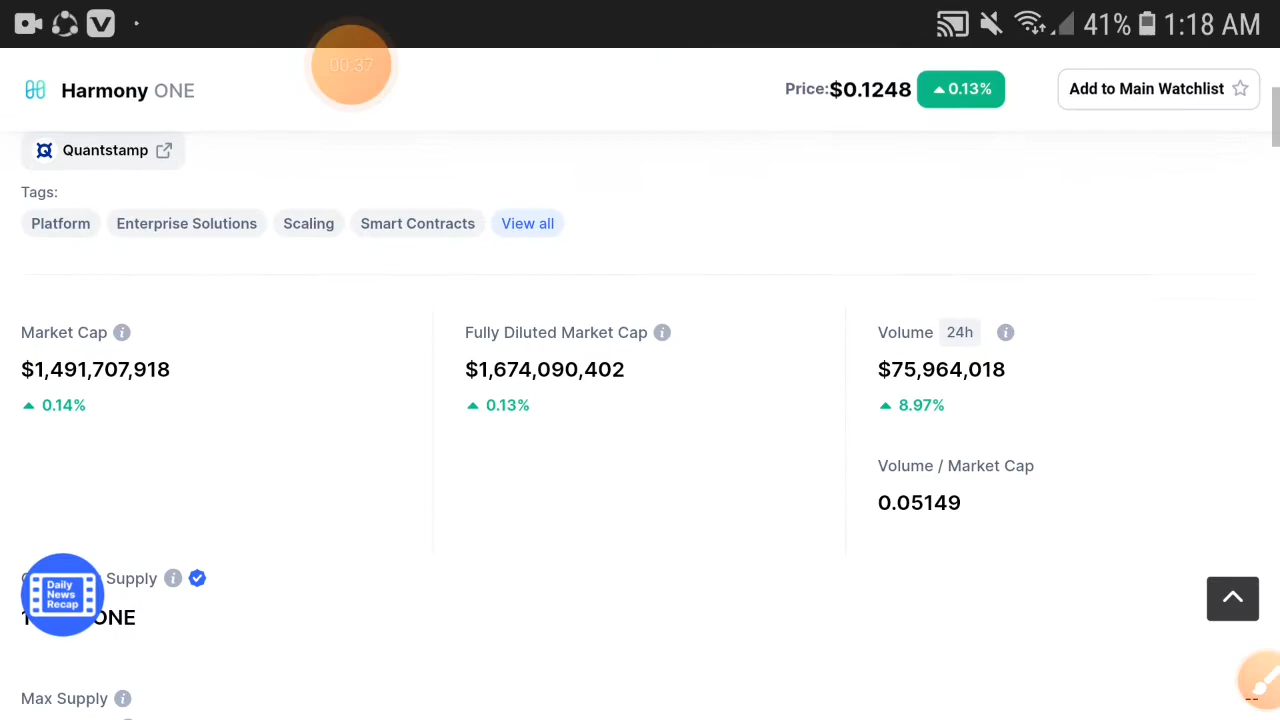 41% 1:18 AM
00:37
Harmony ONE
Price:$0.1248 0.13% Add to Main Watchlist
Quantstamp
Tags:
Platform Enterprise Solutions Scaling Smart Contracts View all
Market Cap Fully Diluted Market Cap Volume 24h
$1,491,707,918 $1,674,090,402 $75,964,018
0.14% 0.13% 8.97%
Volume / Market Cap
0.05149
Supply
Daily
News
Recap
ONE
Max Supply
--